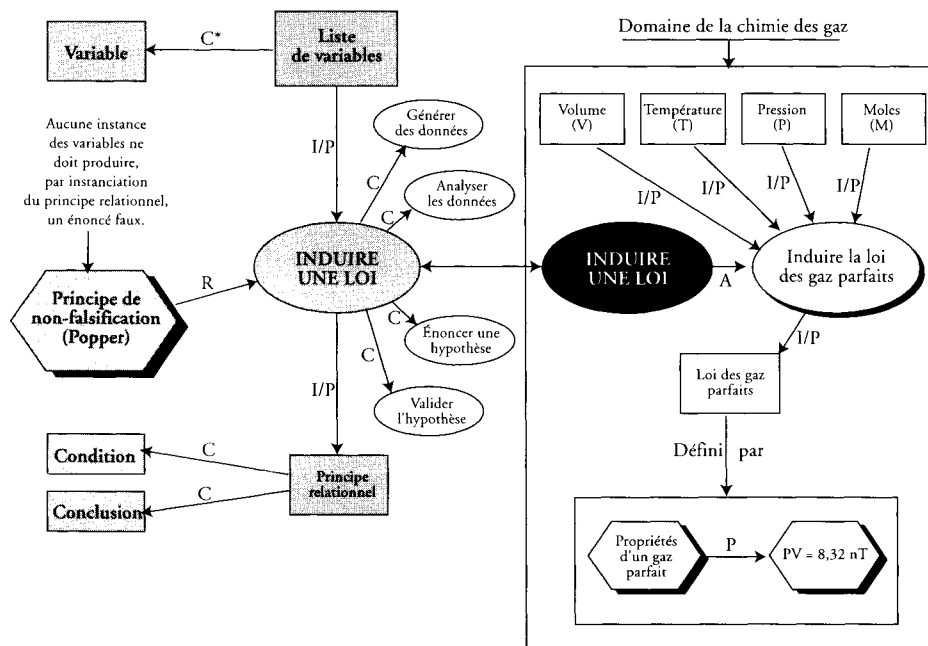 Domaine de la chimie des gaz
Variable
C*
Liste
de variables
Aucune instance
des variables ne
doit produire,
par instanciation
du principe relationnel,
un énoncé faux.
I/P
C
Générer
des données
C
Analyser
les données
INDUIRE
UNE LOI
Principe de
non-falsification
(Popper)
R
C
Énoncer une
hypothèse
C
Valider
l'hypothèse
I/P
Condition
C
Conclusion
C
Principe
relationnel
Volume
(V)
Température
(T)
Pression
(P)
Moles
(M)
I/P
I/P
I/P
I/P
INDUIRE
UNE LOI
A
Induire la loi
des gaz parfaits
I/P
Loi des gaz
parfaits
Défini par
Propriétés
d'un gaz
parfait
P
PV = 8,32 nT